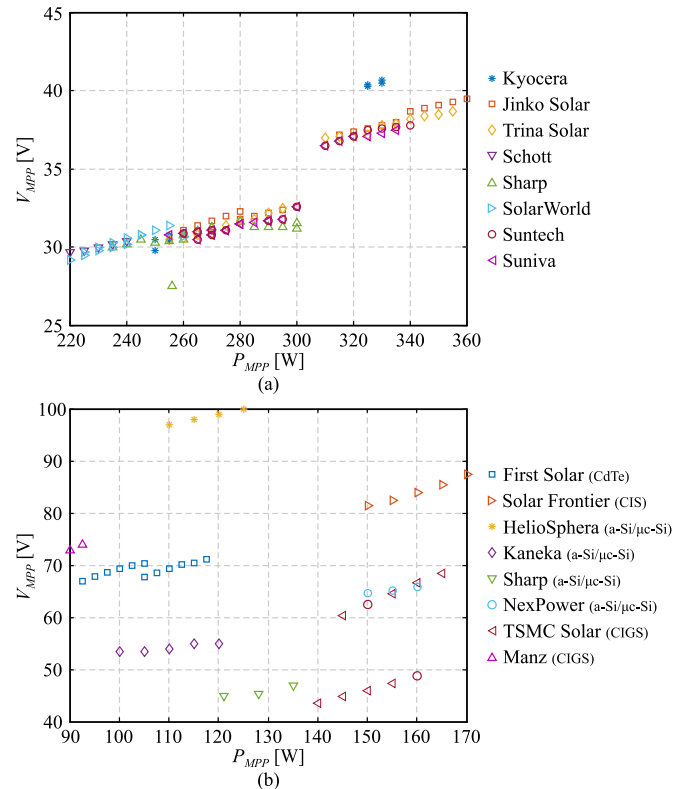 45
40
35
30
25
V_MPP [V]
220 240 260 280 300 320 340 360
P_MPP [W]
(a)
Kyocera
Jinko Solar
Trina Solar
Schott
Sharp
SolarWorld
Suntech
Suniva
100
90
80
70
60
50
40
V_MPP [V]
90 100 110 120 130 140 150 160 170
P_MPP [W]
(b)
First Solar (CdTe)
Solar Frontier (CIS)
HelioSphera (a-Si/μc-Si)
Kaneka (a-Si/μc-Si)
Sharp (a-Si/μc-Si)
NexPower (a-Si/μc-Si)
TSMC Solar (CIGS)
Manz (CIGS)